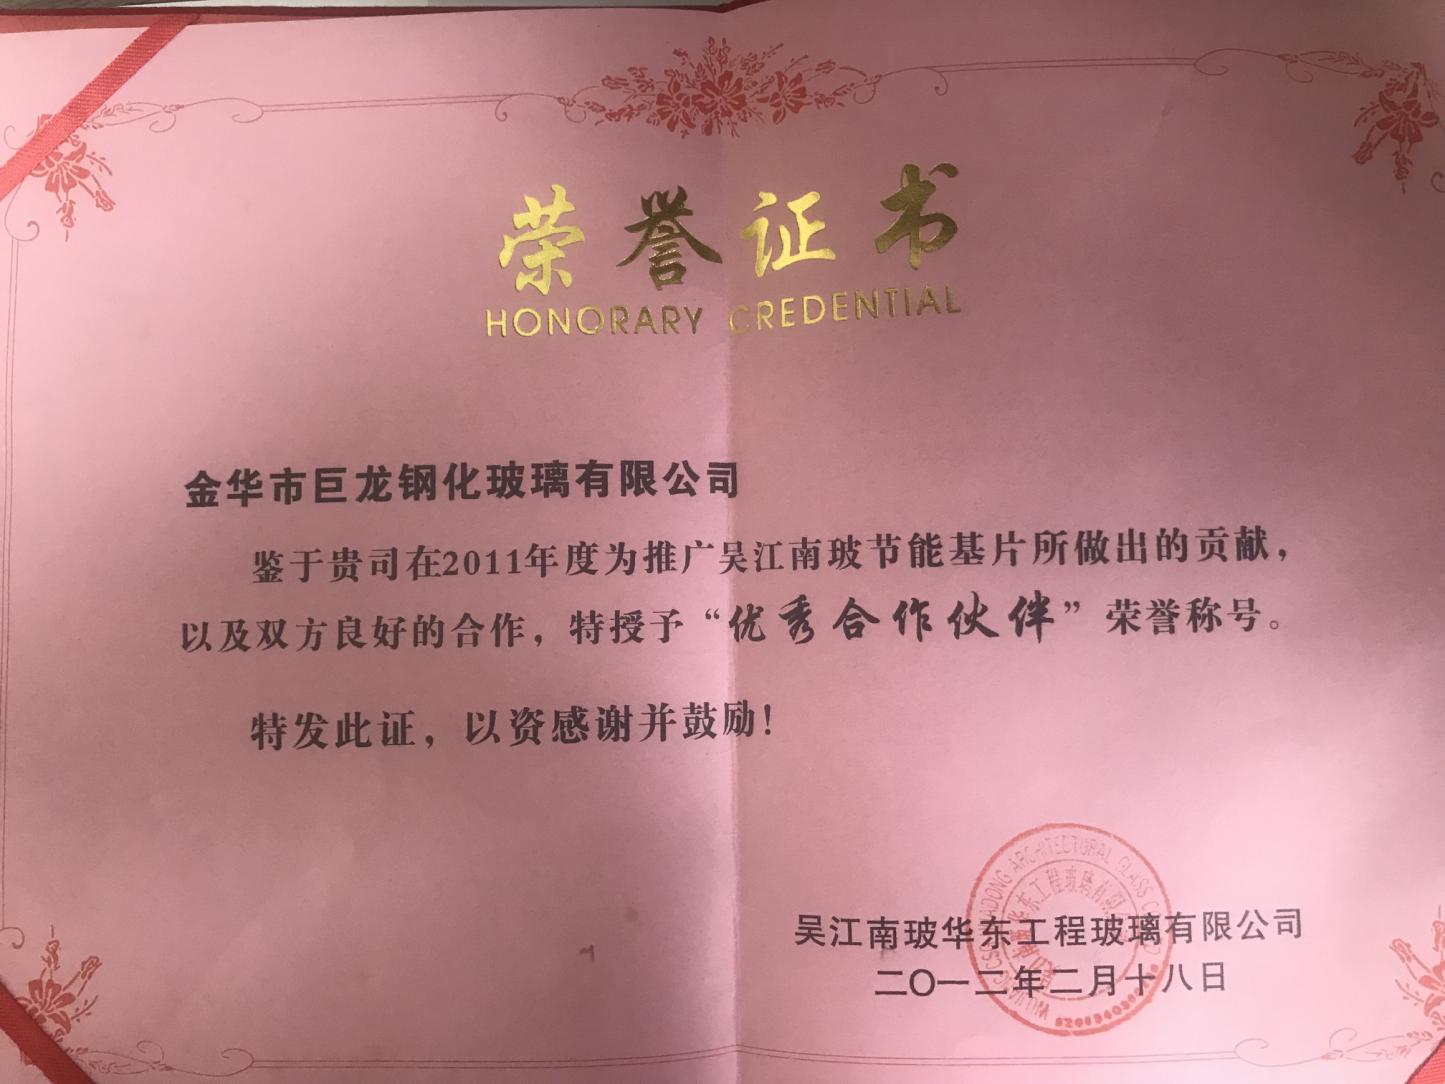 荣誉证书
HONORARY CREDENTIAL
金华市巨龙钢化玻璃有限公司
鉴于贵司在2011年度为推广吴江南玻节能基片所做出的贡献，
以及双方良好的合作，特授予“优秀合作伙伴”荣誉称号。
特发此证，以资感谢并鼓励！
ARCHITECTURAL GLASS
吴江南玻华东工程玻璃有限公司
二〇一二年二月十八日